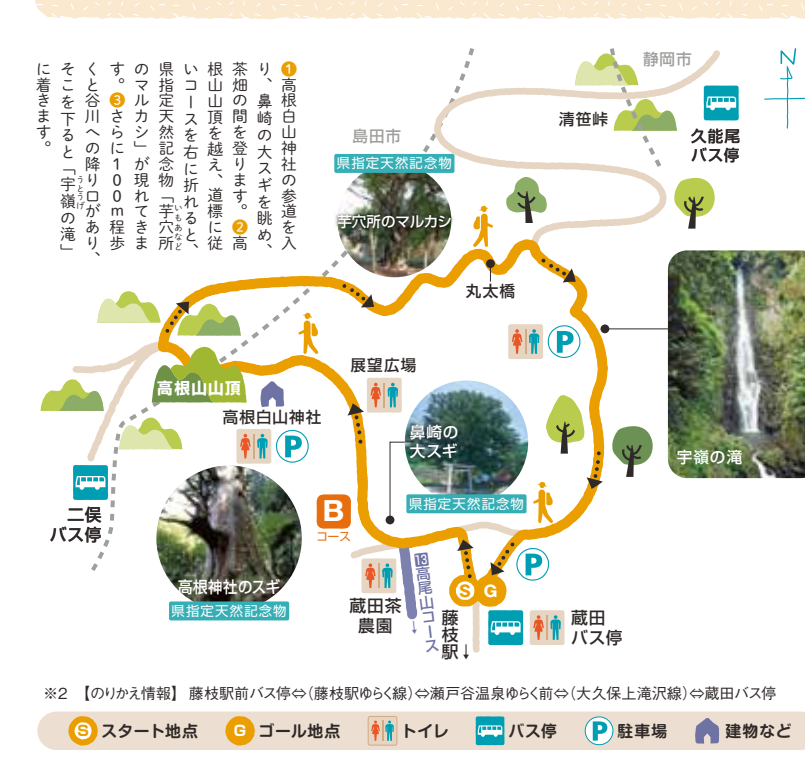 ❶高根白山神社の参道を入
り、鼻崎の大スギを眺め、
茶畑の間を登ります。❷高
根山山頂を越え、道標に従
いコースを右に折れると、
県指定天然記念物「芋穴所
いもあなど
のマルカシ」が現れてきま
す。❸さらに100m程歩
くと谷川への降り口があり、
そこを下ると「宇嶺の滝」
うとうげ
に着きます。
静岡市
清笹峠
久能尾
バス停
島田市
県指定天然記念物
芋穴所のマルカシ
丸太橋
P
展望広場
高根山山頂
高根白山神社
P
鼻崎の
大スギ
県指定天然記念物
宇嶺の滝
二俣
バス停
高根神社のスギ
県指定天然記念物
B
コース
P
S G
蔵田茶
農園
⓭高尾山コース
↓
藤枝駅↓
蔵田
バス停
※2 【のりかえ情報】 藤枝駅前バス停⇔(藤枝駅ゆらく線)⇔瀬戸谷温泉ゆらく前⇔(大久保上滝沢線)⇔蔵田バス停
S スタート地点 G ゴール地点 トイレ バス停 P 駐車場 建物など